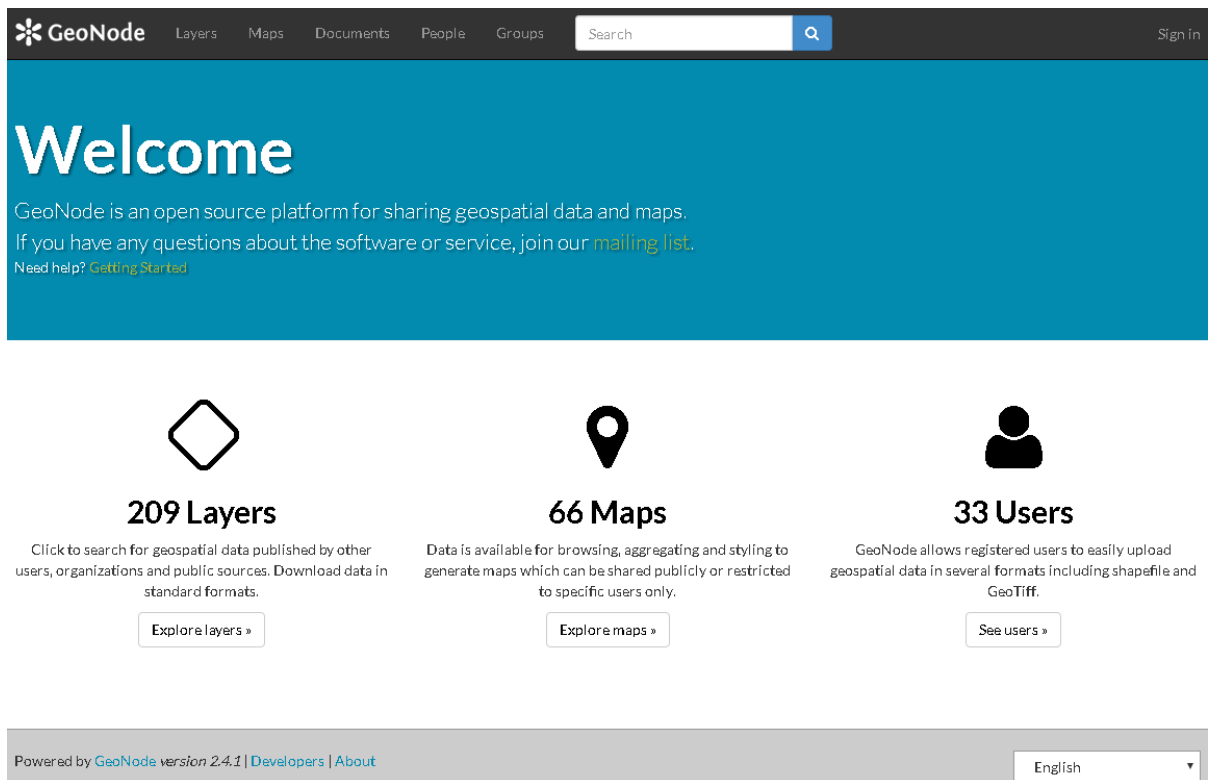 GeoNode Layers Maps Documents People Groups Search Sign in
Welcome
GeoNode is an open source platform for sharing geospatial data and maps.
If you have any questions about the software or service, join our mailing list.
Need help? Getting Started
209 Layers
Click to search for geospatial data published by other
users, organizations and public sources. Download data in
standard formats.
Explore layers »
66 Maps
Data is available for browsing, aggregating and styling to
generate maps which can be shared publicly or restricted
to specific users only.
Explore maps »
33 Users
GeoNode allows registered users to easily upload
geospatial data in several formats including shapefile and
GeoTiff.
See users »
Powered by GeoNode version 2.4.1 | Developers | About
English